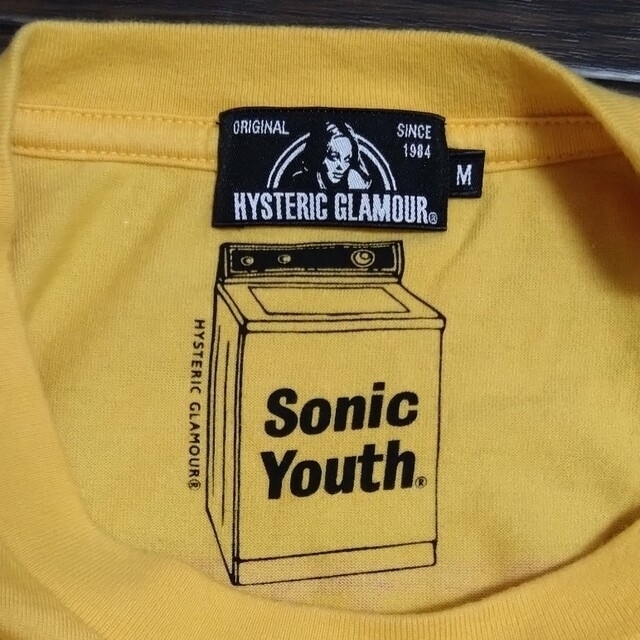 ORIGINAL
SINCE
1984
HYSTERIC GLAMOUR®
M
HYSTERIC GLAMOUR®
Sonic
Youth®